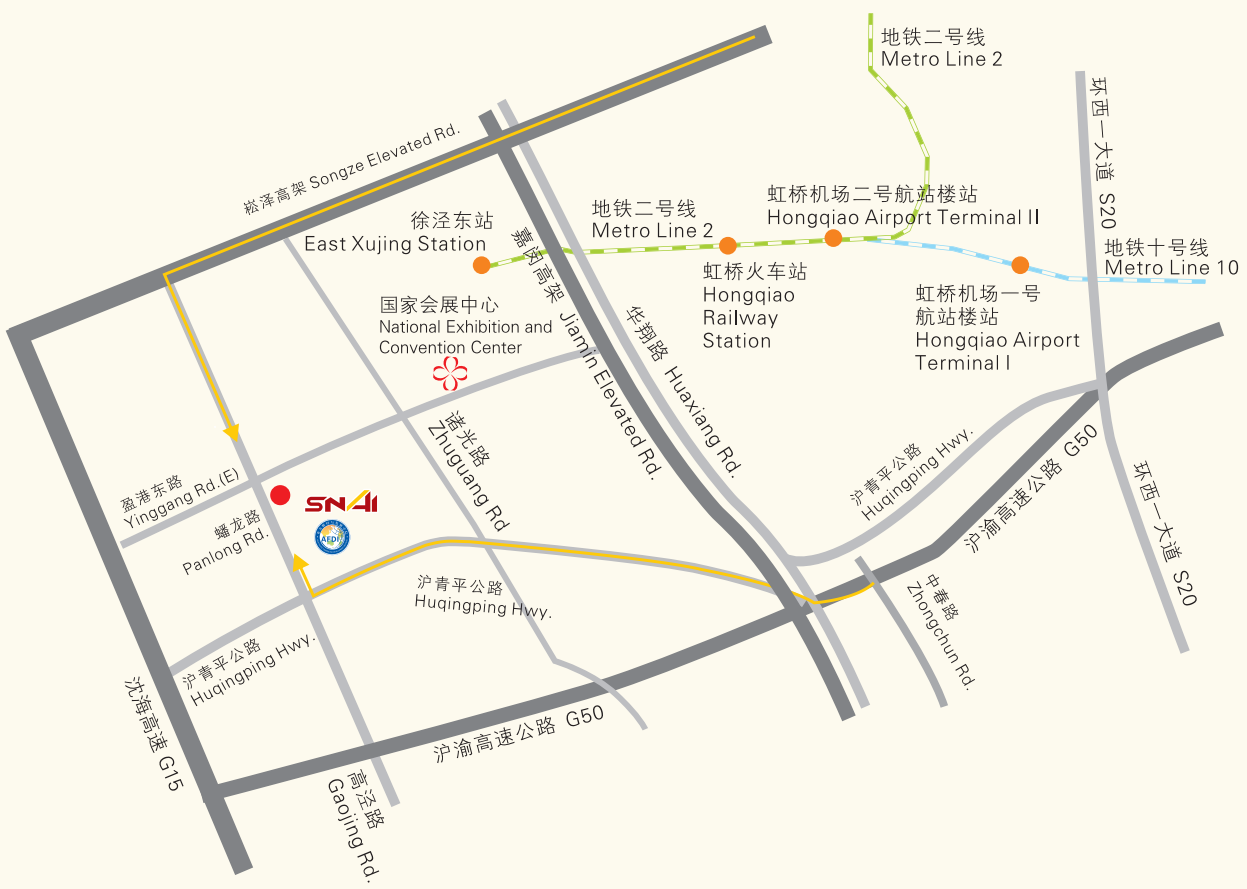 地铁二号线
Metro Line 2
环西一大道 S20
崧泽高架 Songze Elevated Rd.
徐泾东站
East Xujing Station
地铁二号线
Metro Line 2
虹桥机场二号航站楼站
Hongqiao Airport Terminal II
地铁十号线
Metro Line 10
嘉闵高架 Jiamin Elevated Rd.
虹桥火车站
Hongqiao
Railway
Station
虹桥机场一号
航站楼站
Hongqiao Airport
Terminal I
国家会展中心
National Exhibition and
Convention Center
华翔路 Huaxiang Rd.
诸光路
Zhuguang Rd
盈港东路
Yinggang Rd.(E)
沪青平公路
Huqingping Hwy.
沪渝高速公路 G50
环西一大道 S20
SNAI
AFDI
蟠龙路
Panlong Rd.
沪青平公路
Huqingping Hwy.
中春路
Zhongchun Rd.
沪青平公路
Huqingping Hwy.
沈海高速 G15
沪渝高速公路 G50
高泾路
Gaojing Rd.